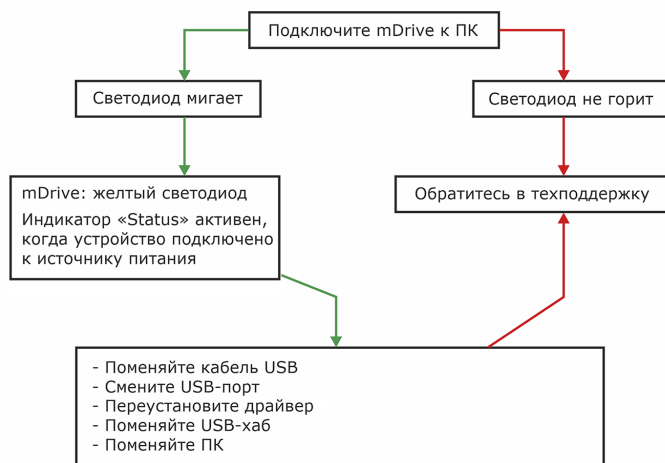 Подключите mDrive к ПК
Светодиод мигает
Светодиод не горит
mDrive: желтый светодиод
Индикатор «Status» активен,
когда устройство подключено
к источнику питания
Обратитесь в техподдержку
- Поменяйте кабель USB
- Смените USB-порт
- Переустановите драйвер
- Поменяйте USB-хаб
- Поменяйте ПК